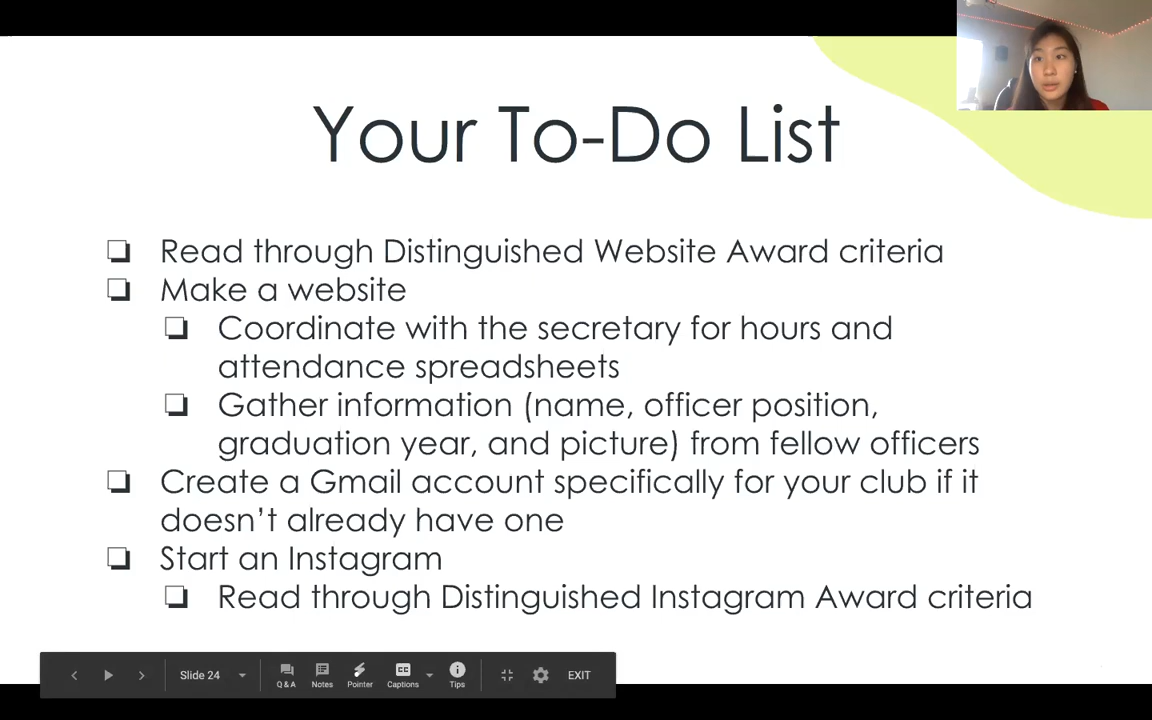 Your To-Do List
❏ Read through Distinguished Website Award criteria
❏ Make a website
❏ Coordinate with the secretary for hours and
attendance spreadsheets
❏ Gather information (name, officer position,
graduation year, and picture) from fellow officers
❏ Create a Gmail account specifically for your club if it
doesn't already have one
❏ Start an Instagram
❏ Read through Distinguished Instagram Award criteria
Slide 24 Q & A Notes Pointer CC Captions Tips EXIT